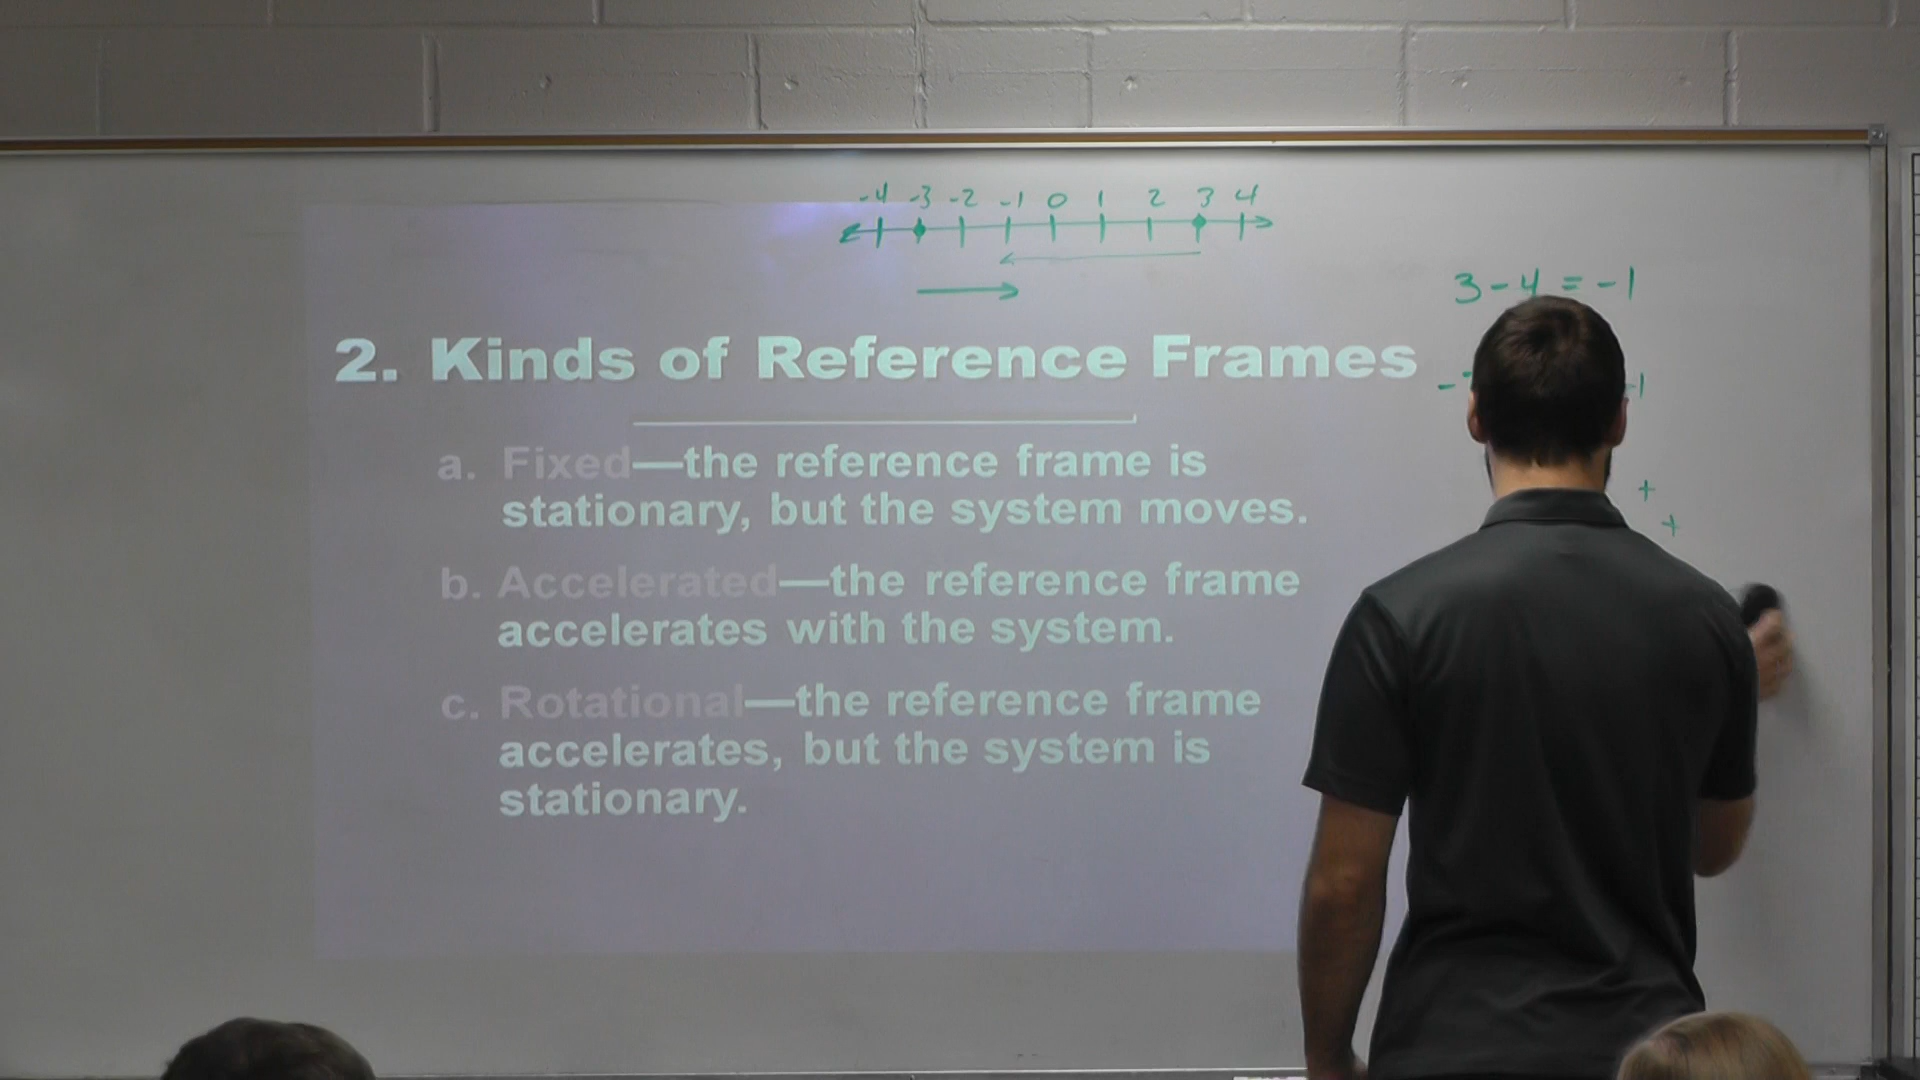 -4 -3 -2 -1 0 1 2 3 4
3 - 4 = -1
2. Kinds of Reference Frames
-1
a. Fixed—the reference frame is
stationary, but the system moves.
+
+
b. Accelerated—the reference frame
accelerates with the system.
c. Rotational—the reference frame
accelerates, but the system is
stationary.